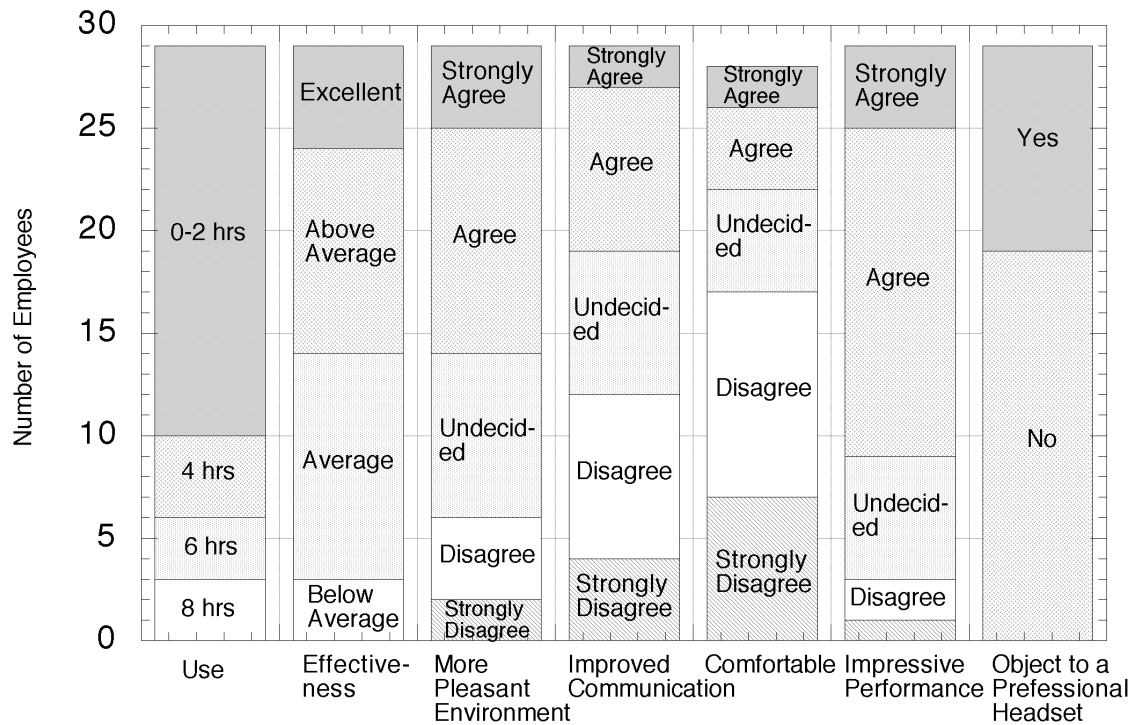 30
25
20
15
10
5
0
Number of Employees
0-2 hrs
4 hrs
6 hrs
8 hrs
Use
Excellent
Above
Average
Average
Below
Average
Effective-
ness
Strongly
Agree
Agree
Undecid-
ed
Disagree
Strongly
Disagree
More
Pleasant
Environment
Strongly
Agree
Agree
Undecid-
ed
Disagree
Strongly
Disagree
Improved
Communication
Strongly
Agree
Agree
Undecid-
ed
Disagree
Strongly
Disagree
Comfortable
Strongly
Agree
Agree
Undecid-
ed
Disagree
Impressive
Performance
Yes
No
Object to a
Prefessional
Headset